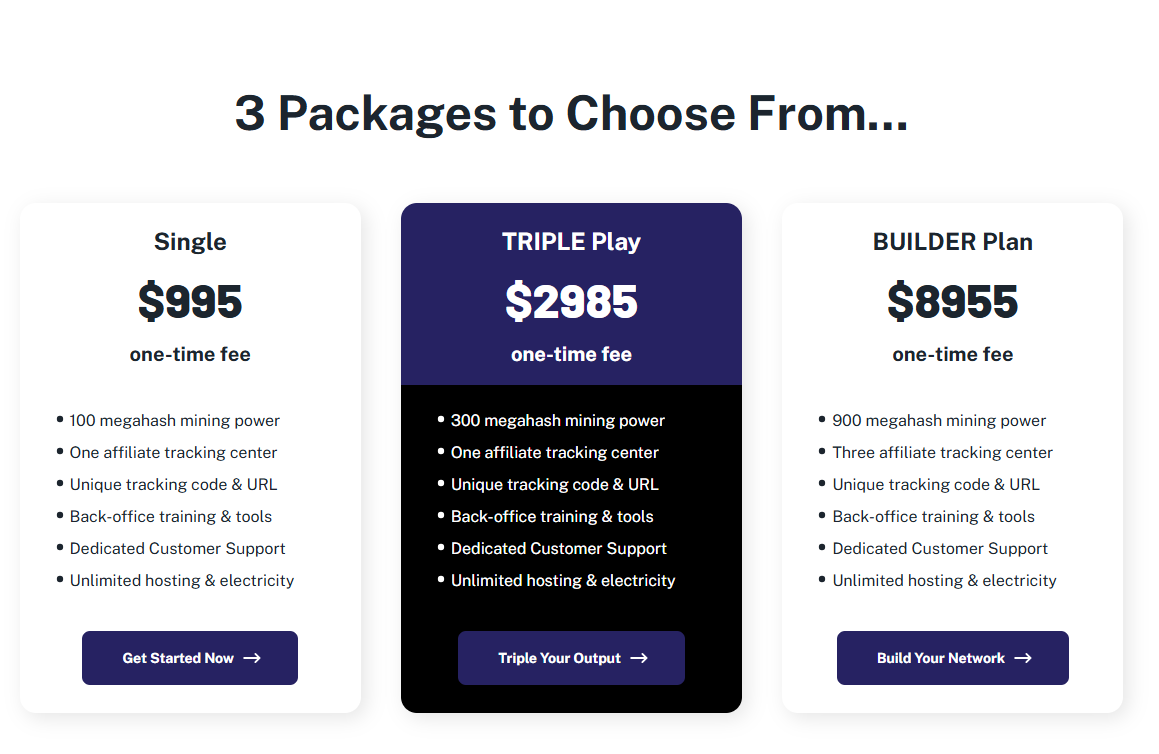 3 Packages to Choose From...
Single
$995
one-time fee
• 100 megahash mining power
• One affiliate tracking center
• Unique tracking code & URL
• Back-office training & tools
• Dedicated Customer Support
• Unlimited hosting & electricity
Get Started Now →
TRIPLE Play
$2985
one-time fee
• 300 megahash mining power
• One affiliate tracking center
• Unique tracking code & URL
• Back-office training & tools
• Dedicated Customer Support
• Unlimited hosting & electricity
Triple Your Output →
BUILDER Plan
$8955
one-time fee
• 900 megahash mining power
• Three affiliate tracking center
• Unique tracking code & URL
• Back-office training & tools
• Dedicated Customer Support
• Unlimited hosting & electricity
Build Your Network →